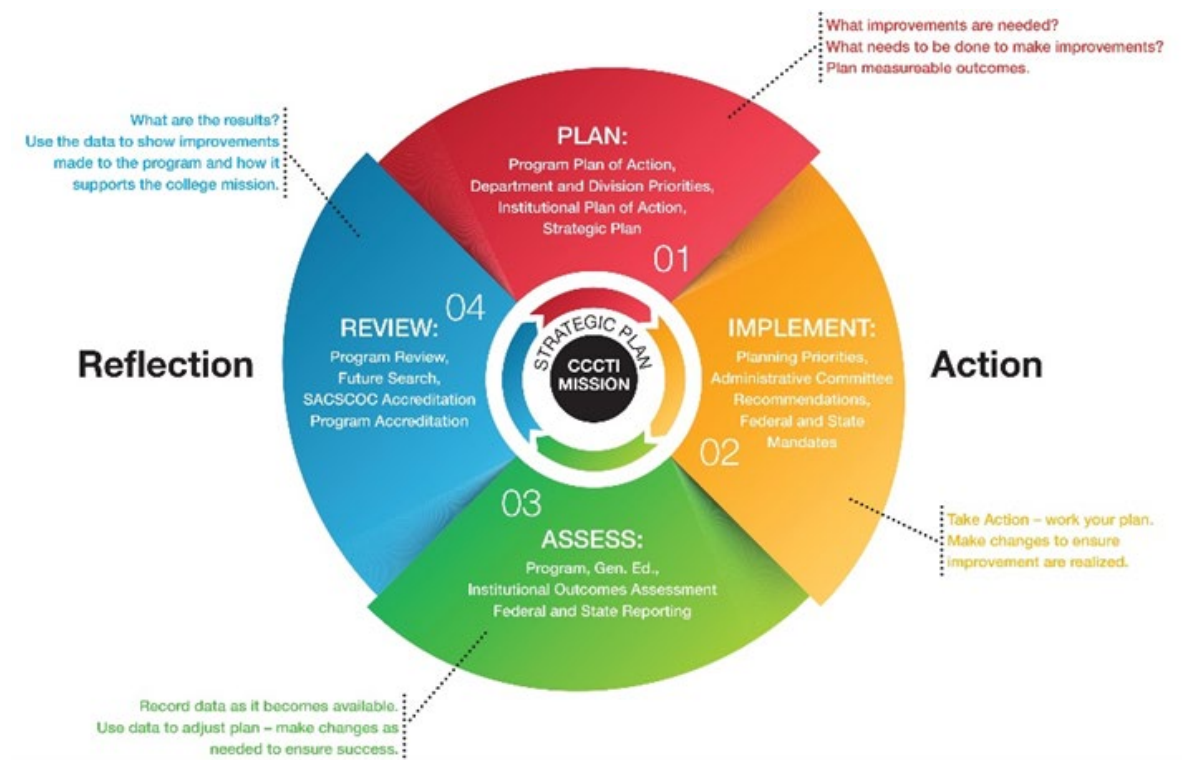 What improvements are needed?
What needs to be done to make improvements?
Plan measureable outcomes.
PLAN:
Program Plan of Action,
Department and Division Priorities,
Institutional Plan of Action,
Strategic Plan
01
Action
IMPLEMENT:
Planning Priorities,
Administrative Committee
Recommendations,
Federal and State
Mandates
02
Take Action – work your plan.
Make changes to ensure
improvement are realized.
03
ASSESS:
Program, Gen. Ed.,
Institutional Outcomes Assessment
Federal and State Reporting
Record data as it becomes available.
Use data to adjust plan – make changes as
needed to ensure success.
Reflection
04
REVIEW:
Program Review,
Future Search,
SACSCOC Accreditation
Program Accreditation
What are the results?
Use the data to show improvements
made to the program and how it
supports the college mission.
STRATEGIC PLAN
CCCTI
MISSION